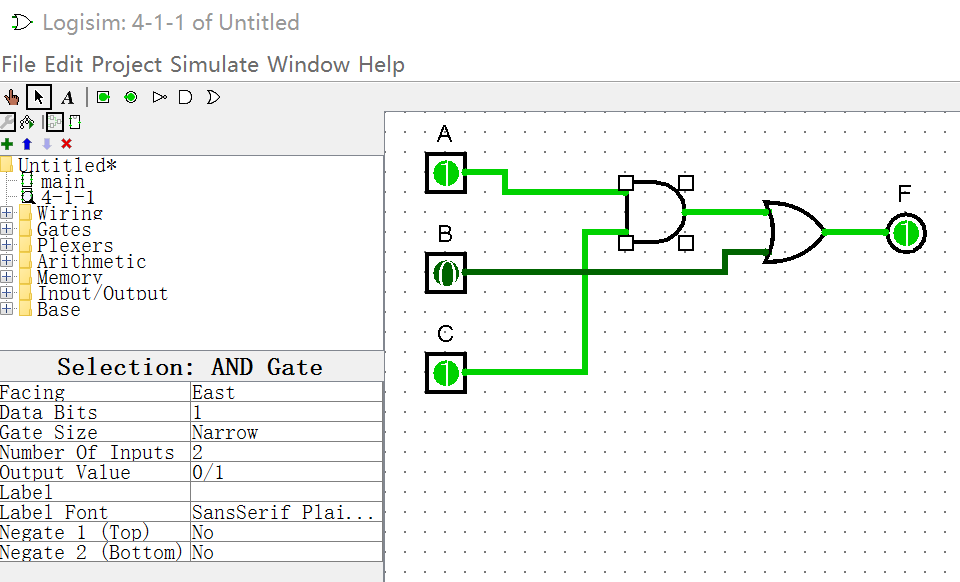 Logisim: 4-1-1 of Untitled
File Edit Project Simulate Window Help
A
Untitled*
main
4-1-1
Wiring
Gates
Plexers
Arithmetic
Memory
Input/Output
Base
Selection: AND Gate
Facing East
Data Bits 1
Gate Size Narrow
Number Of Inputs 2
Output Value 0/1
Label
Label Font SansSerif Plai...
Negate 1 (Top) No
Negate 2 (Bottom) No
A
1
B
0
C
1
F
1